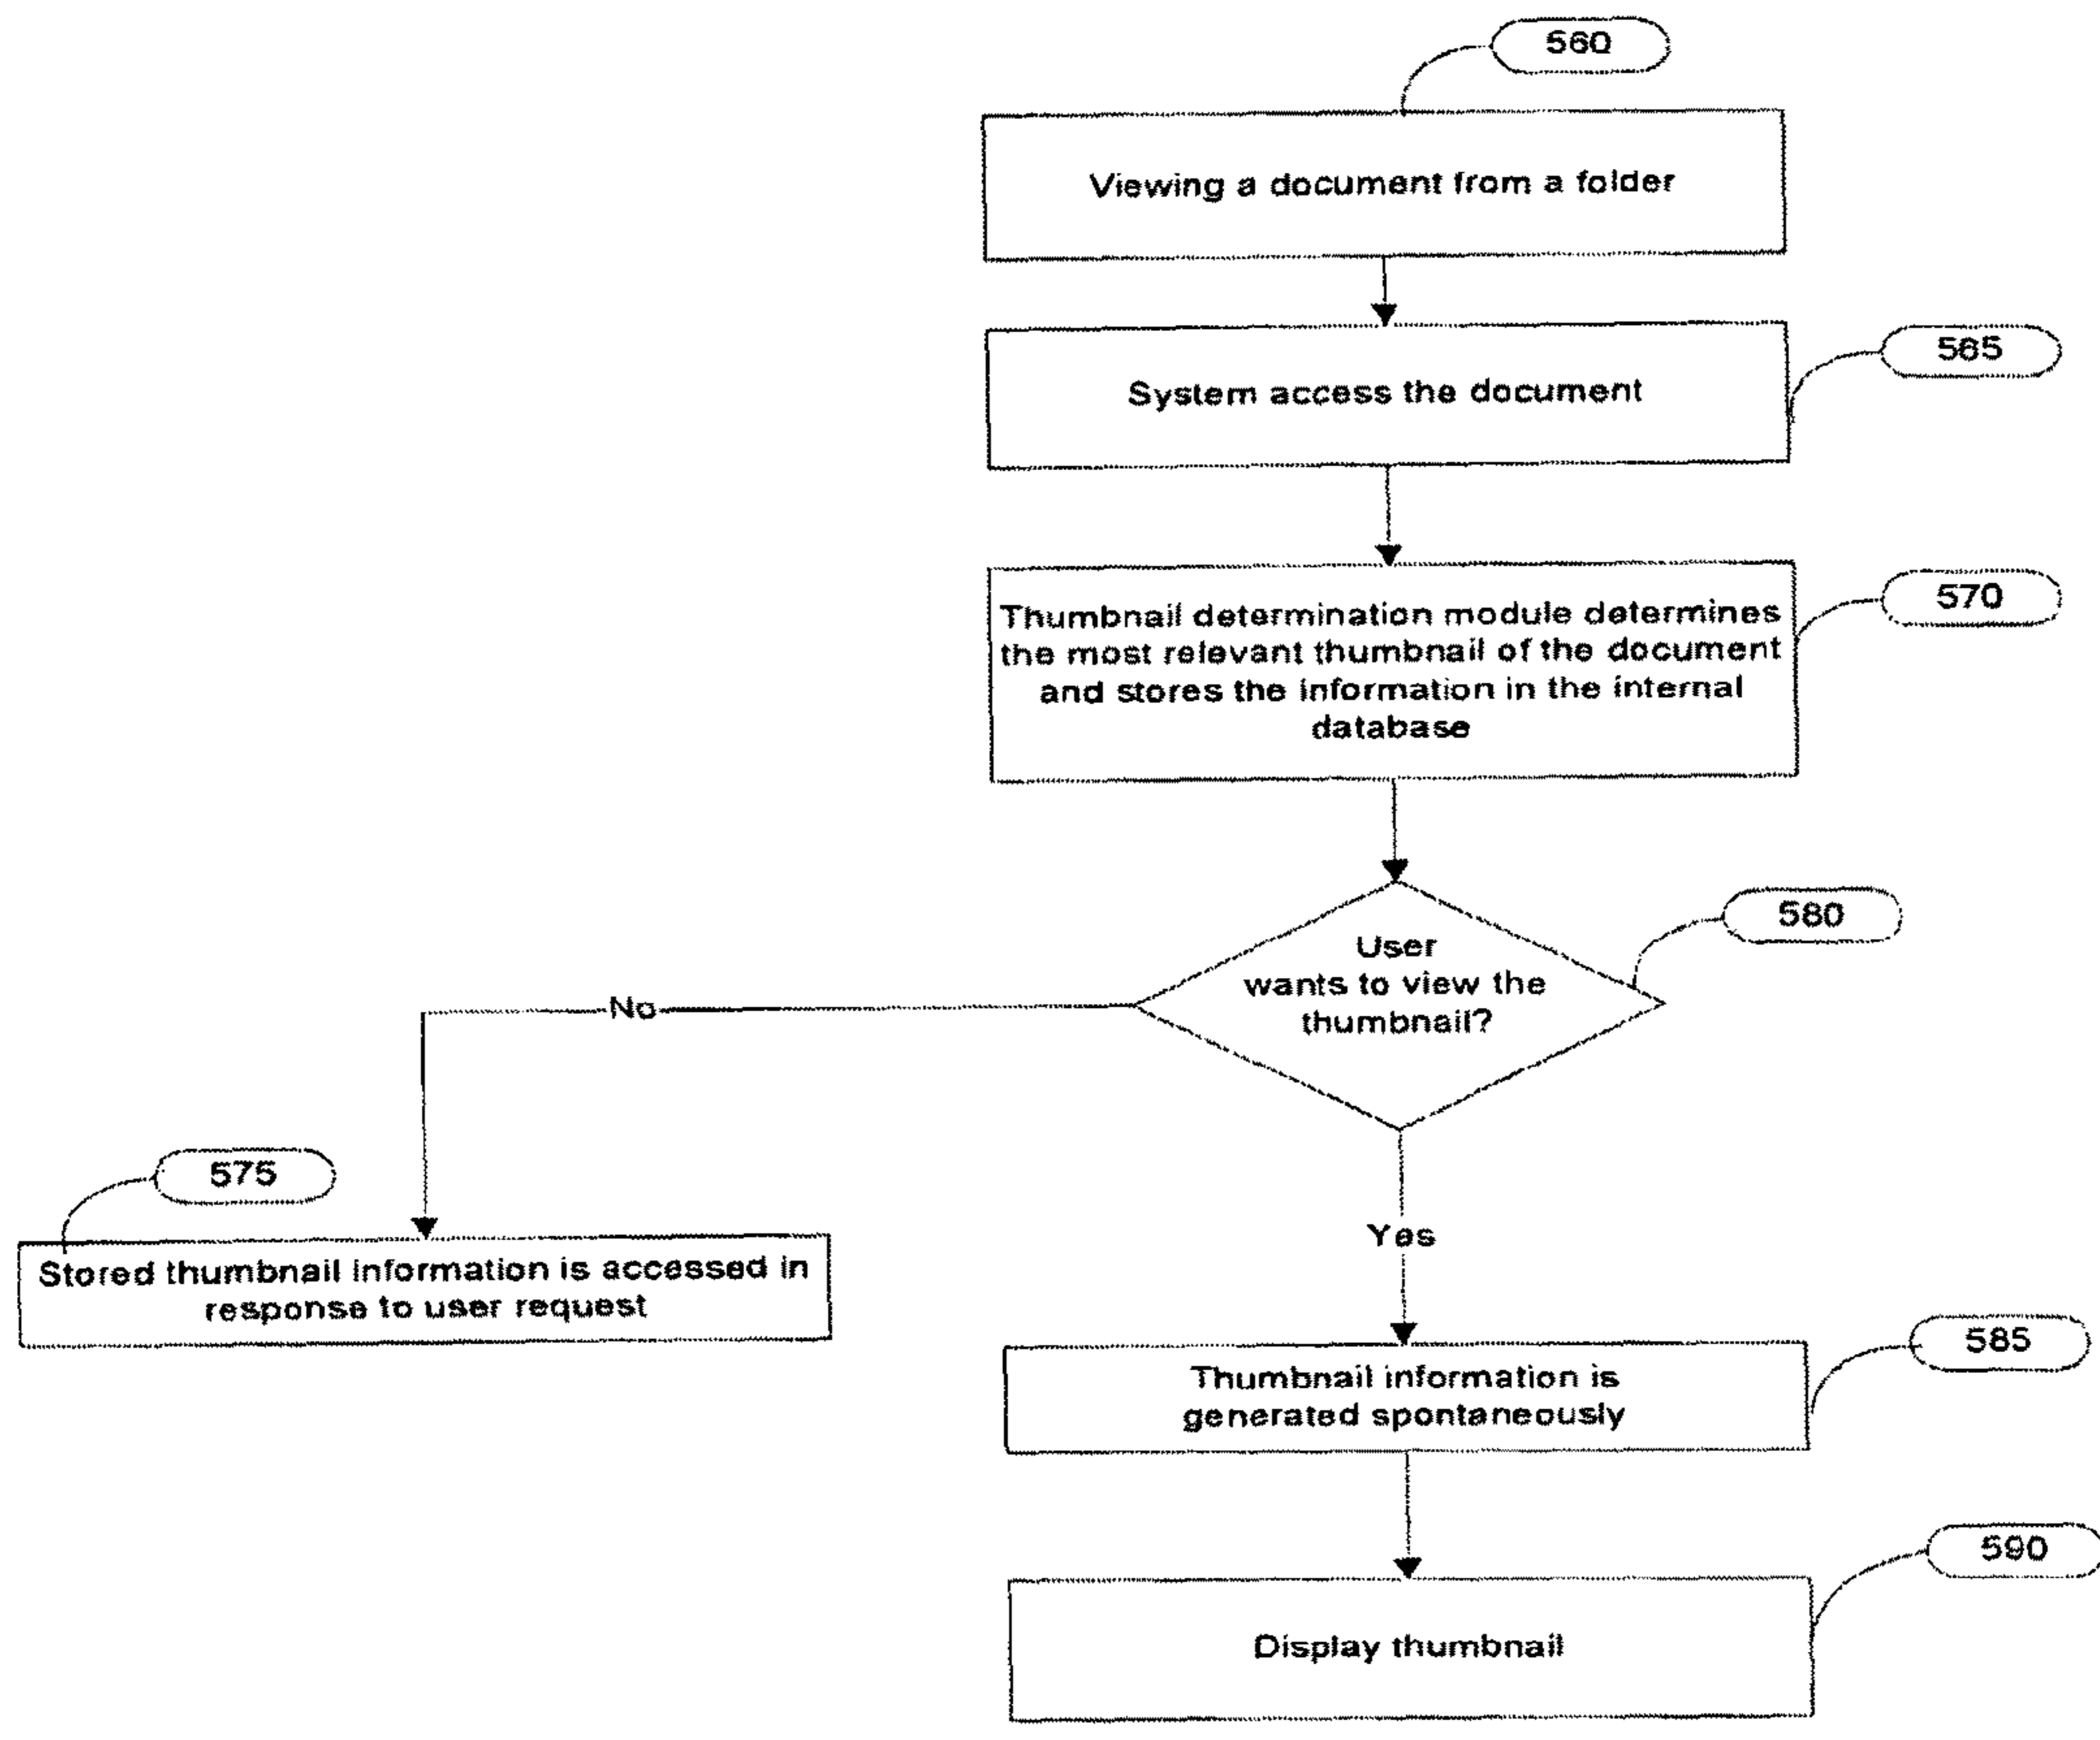 560
Viewing a document from a folder
565
System access the document
570
Thumbnail determination module determines
the most relevant thumbnail of the document
and stores the information in the internal
database
580
User
wants to view the
thumbnail?
No
575
Stored thumbnail information is accessed in
response to user request
Yes
585
Thumbnail information is
generated spontaneously
590
Display thumbnail